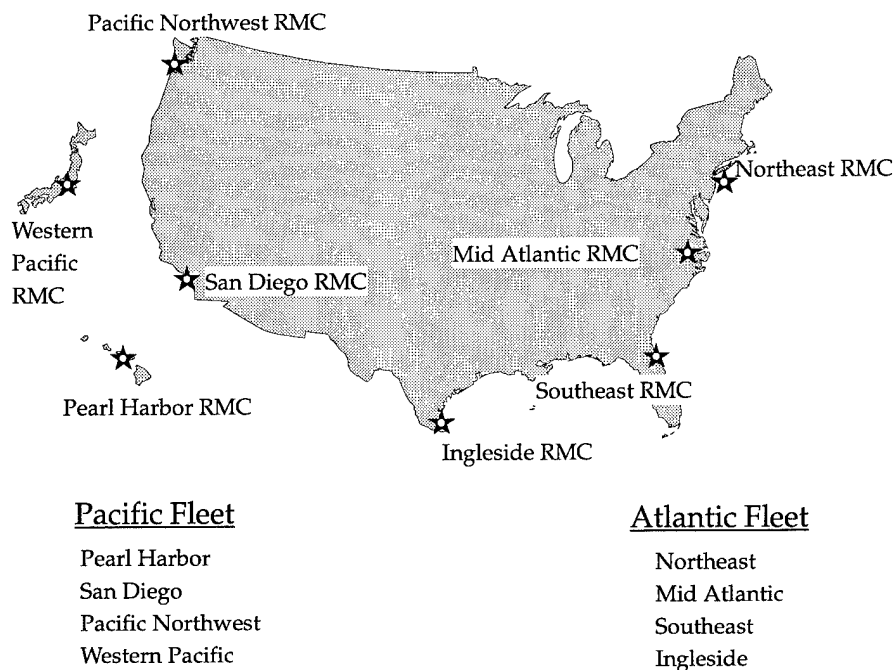 Pacific Northwest RMC
Northeast RMC
Western
Pacific
RMC
Mid Atlantic RMC
San Diego RMC
Southeast RMC
Pearl Harbor RMC
Ingleside RMC
Pacific Fleet
Pearl Harbor
San Diego
Pacific Northwest
Western Pacific
Atlantic Fleet
Northeast
Mid Atlantic
Southeast
Ingleside